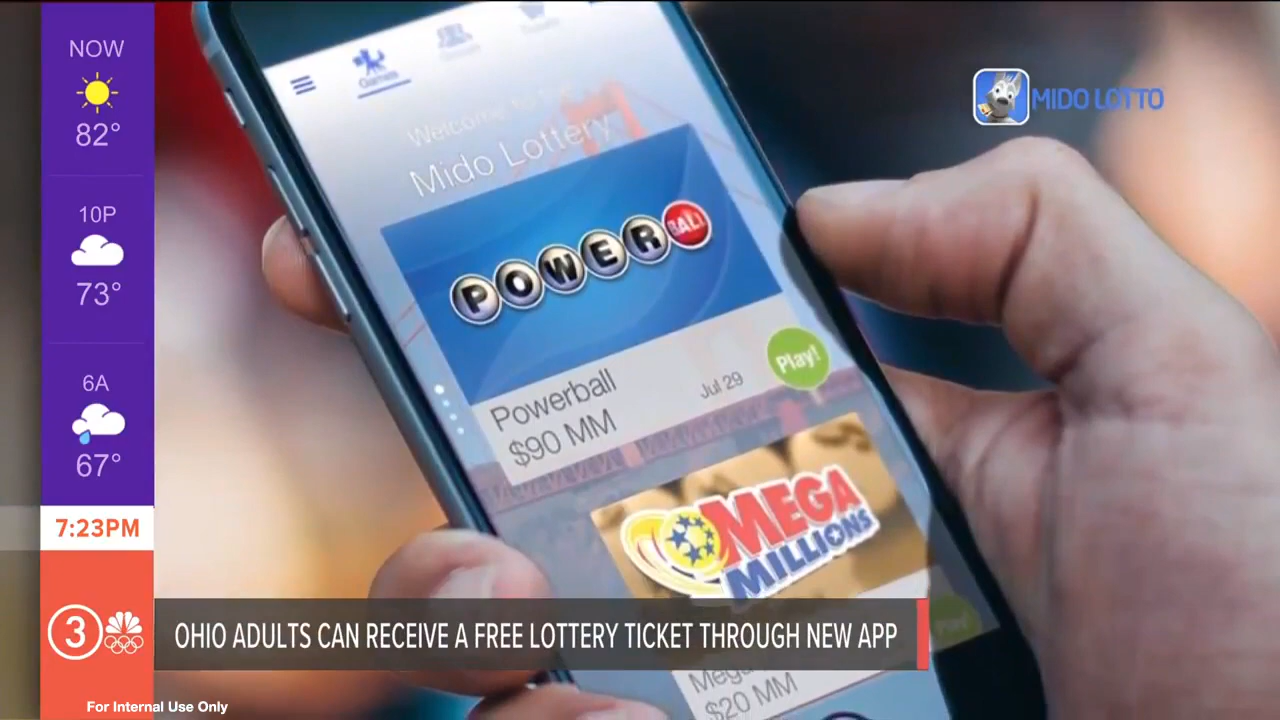 NOW
82°
10P
73°
6A
67°
7:23PM
3
For Internal Use Only
MIDO LOTTO
Games
Welcome to the
Mido Lottery
POWERBALL
Powerball
$90 MM
Jul 29
Play!
MEGA
MILLIONS
$20 MM
OHIO ADULTS CAN RECEIVE A FREE LOTTERY TICKET THROUGH NEW APP